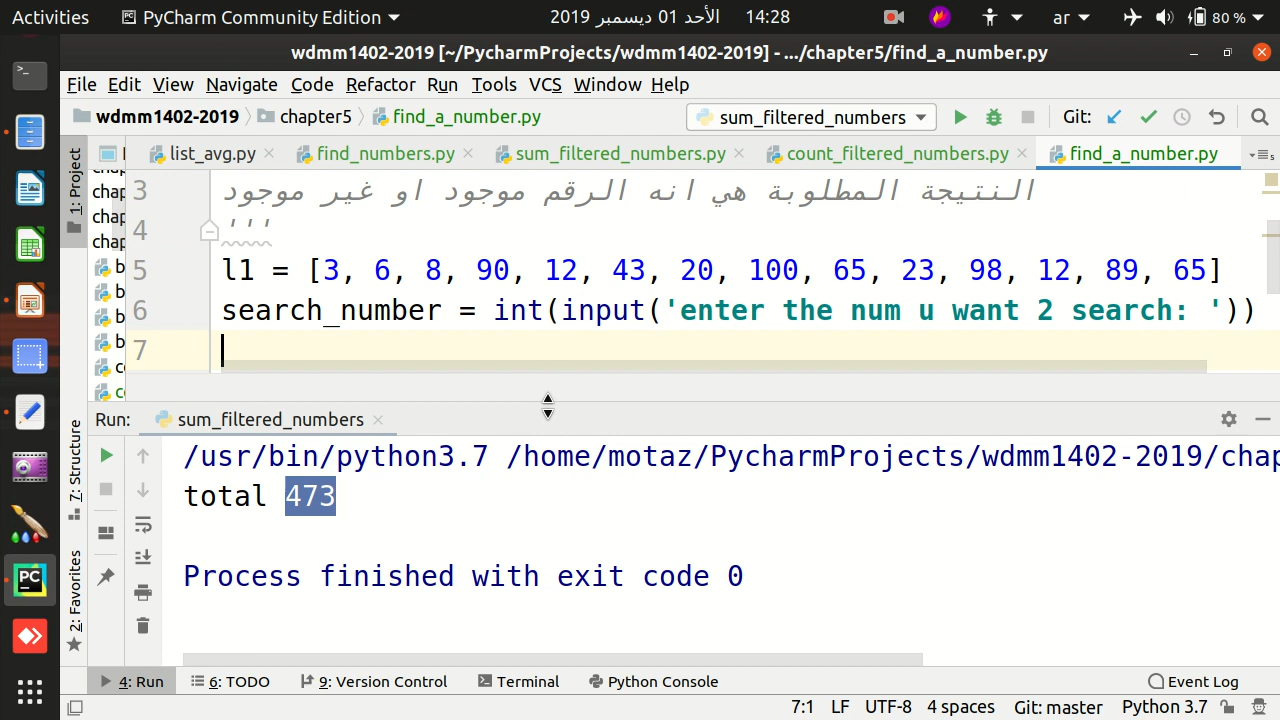 Activities
PyCharm Community Edition
الأحد 01 ديسمبر 2019
14:28
ar
80 %
wdmm1402-2019 [~/PycharmProjects/wdmm1402-2019] - .../chapter5/find_a_number.py
File Edit View Navigate Code Refactor Run Tools VCS Window Help
wdmm1402-2019 chapter5 find_a_number.py
sum_filtered_numbers
Git:
1: Project
list_avg.py
find_numbers.py
sum_filtered_numbers.py
count_filtered_numbers.py
find_a_number.py
chap
chap
chap
b
b
b
b
c
c
3 النتيجة المطلوبة هي انه الرقم موجود او غير موجود
4 '''
5 l1 = [3, 6, 8, 90, 12, 43, 20, 100, 65, 23, 98, 12, 89, 65]
6 search_number = int(input('enter the num u want 2 search: '))
7
Run: sum_filtered_numbers
/usr/bin/python3.7 /home/motaz/PycharmProjects/wdmm1402-2019/chap
total 473
Process finished with exit code 0
7: Structure
2: Favorites
PC
4: Run
6: TODO
9: Version Control
Terminal
Python Console
Event Log
7:1 LF UTF-8 4 spaces Git: master Python 3.7